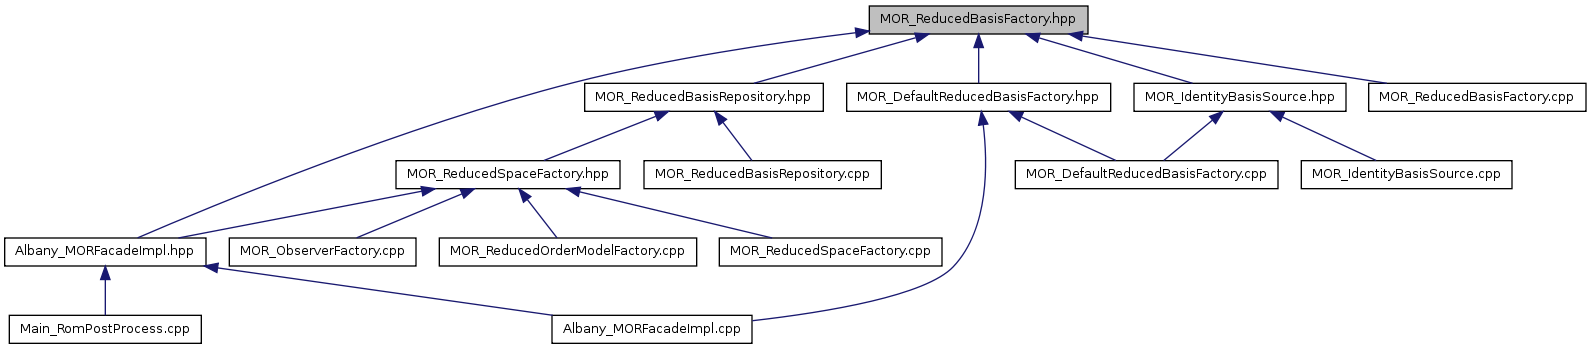 MOR_ReducedBasisFactory.hpp
MOR_ReducedBasisRepository.hpp
MOR_DefaultReducedBasisFactory.hpp
MOR_IdentityBasisSource.hpp
MOR_ReducedBasisFactory.cpp
MOR_ReducedSpaceFactory.hpp
MOR_ReducedBasisRepository.cpp
MOR_DefaultReducedBasisFactory.cpp
MOR_IdentityBasisSource.cpp
Albany_MORFacadeImpl.hpp
MOR_ObserverFactory.cpp
MOR_ReducedOrderModelFactory.cpp
MOR_ReducedSpaceFactory.cpp
Main_RomPostProcess.cpp
Albany_MORFacadeImpl.cpp